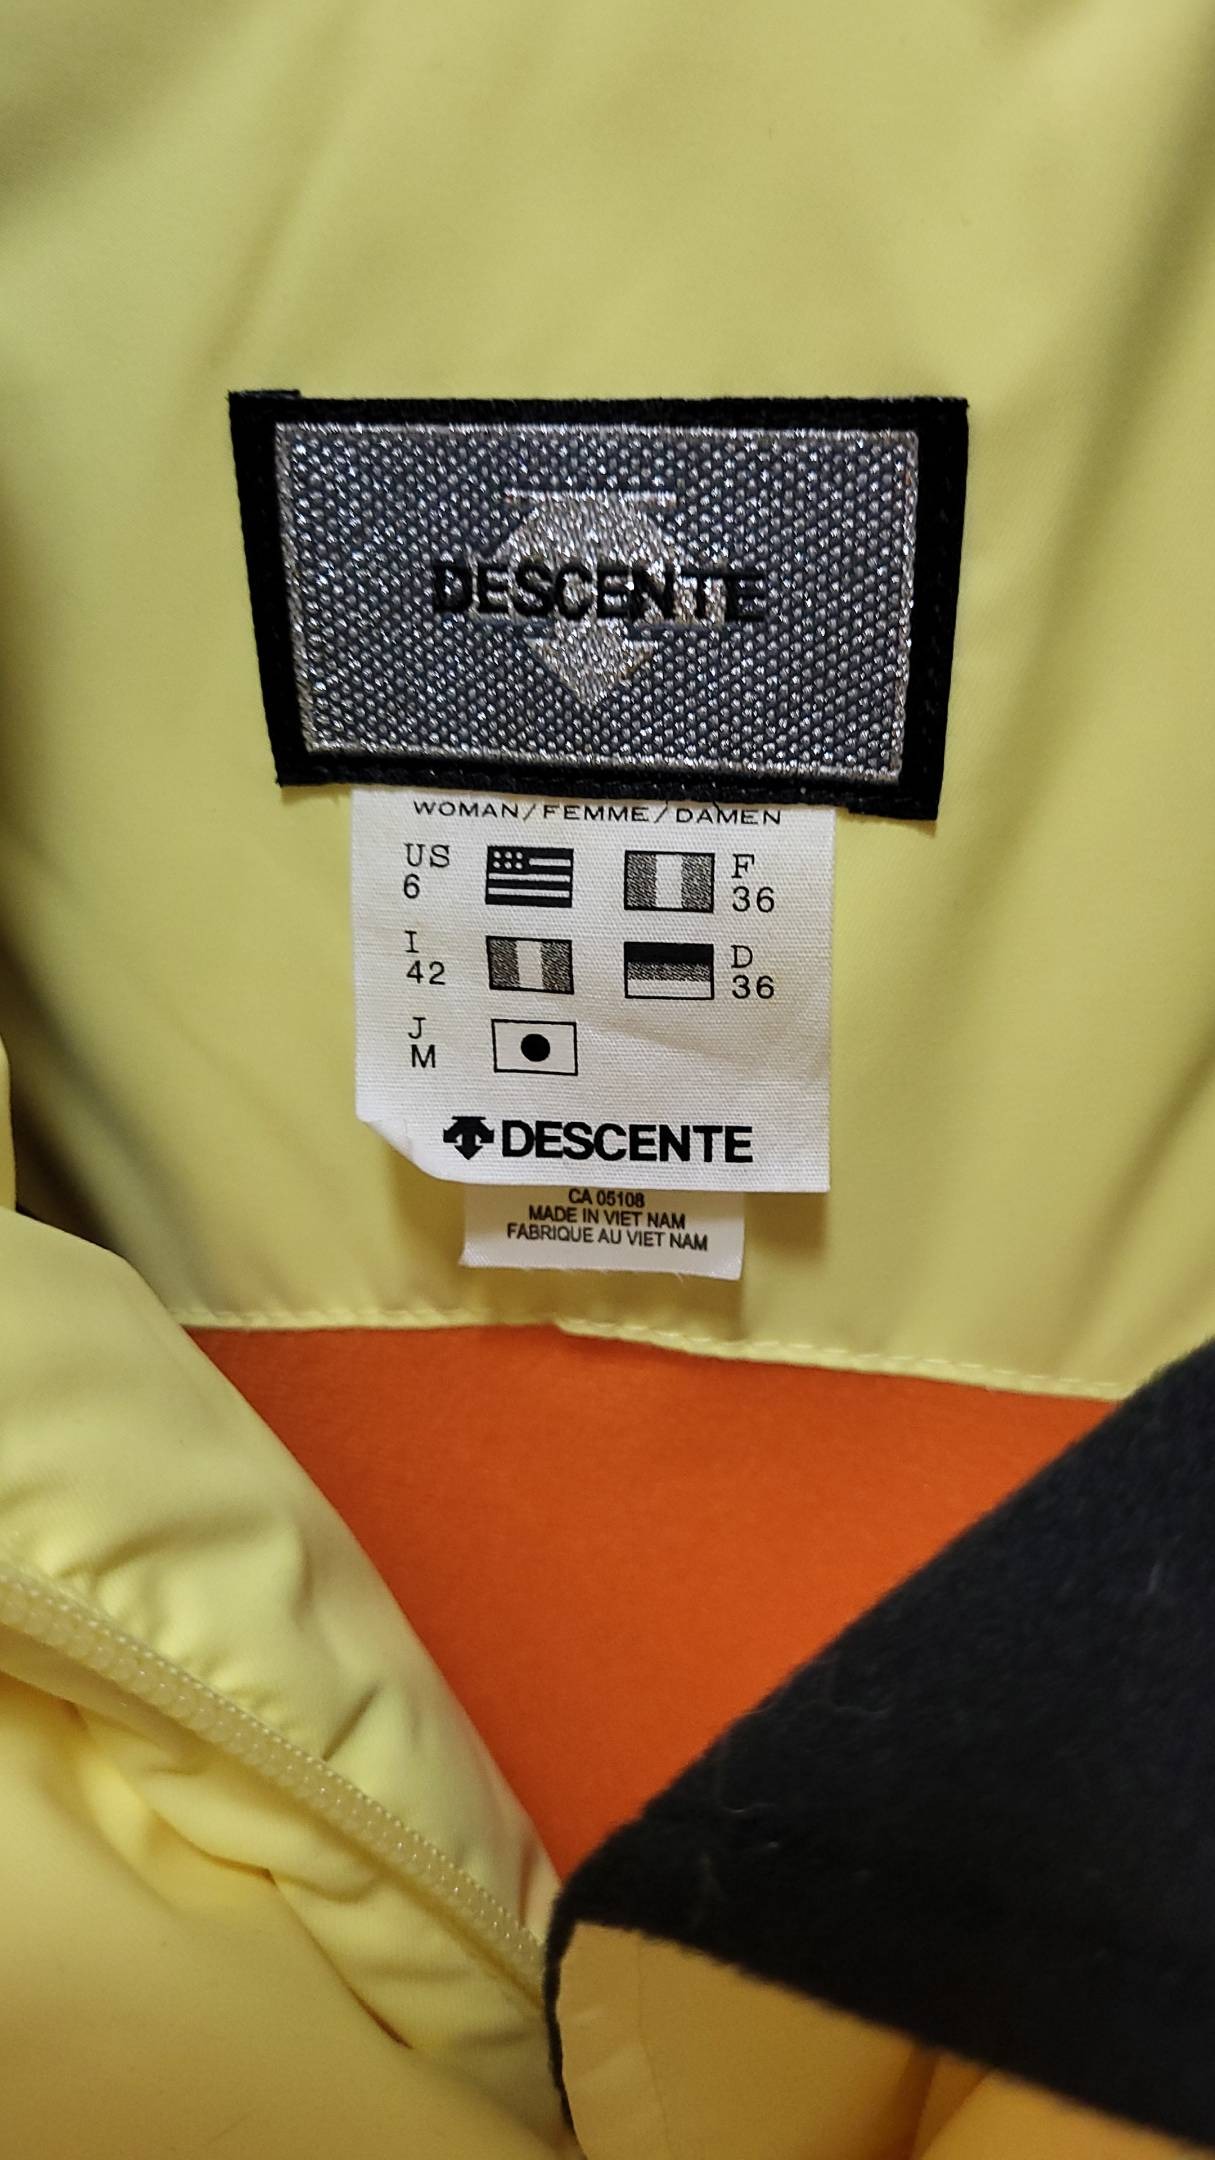 DESCENTE
WOMAN/FEMME/DAMEN
US
6
F
36
I
42
D
36
J
M
DESCENTE
CA 05108
MADE IN VIET NAM
FABRIQUE AU VIET NAM